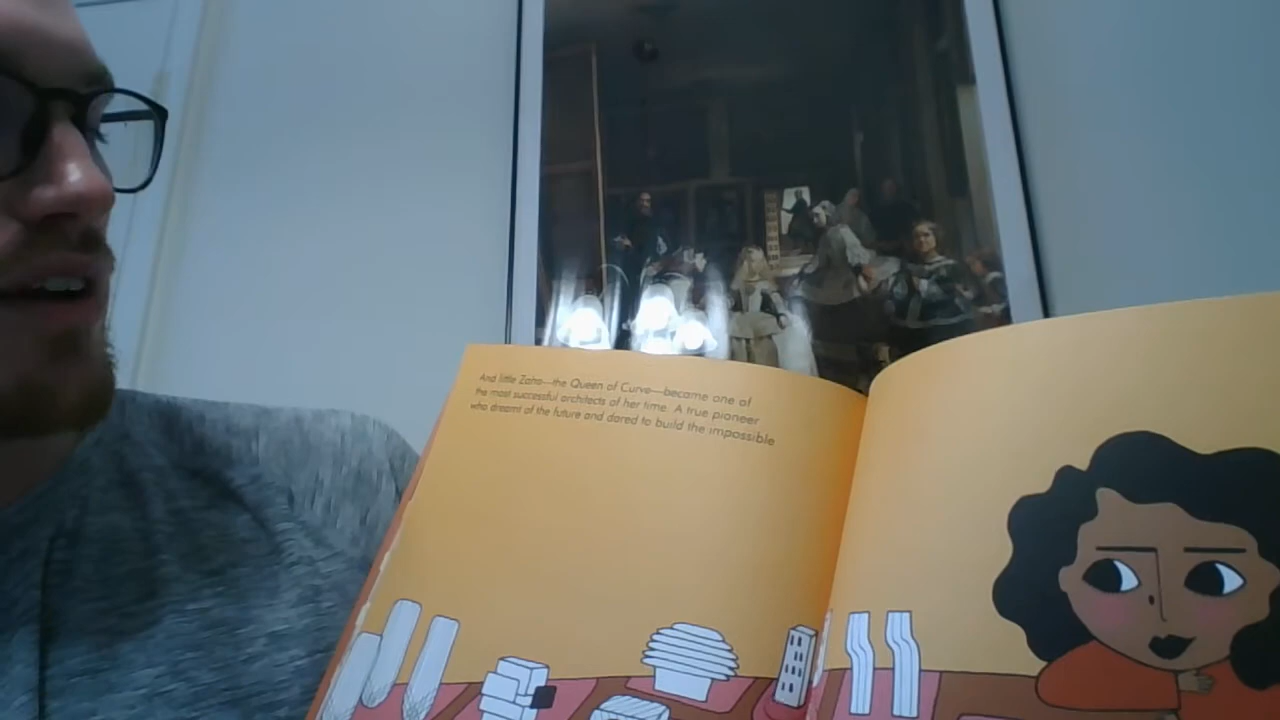 And little Zaha—the Queen of Curve—became one of
the most successful architects of her time. A true pioneer
who dreamt of the future and dared to build the impossible